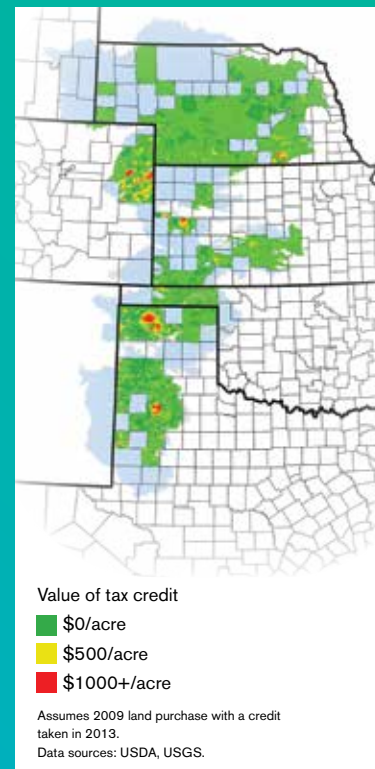 Value of tax credit
$0/acre
$500/acre
$1000+/acre
Assumes 2009 land purchase with a credit
taken in 2013.
Data sources: USDA, USGS.